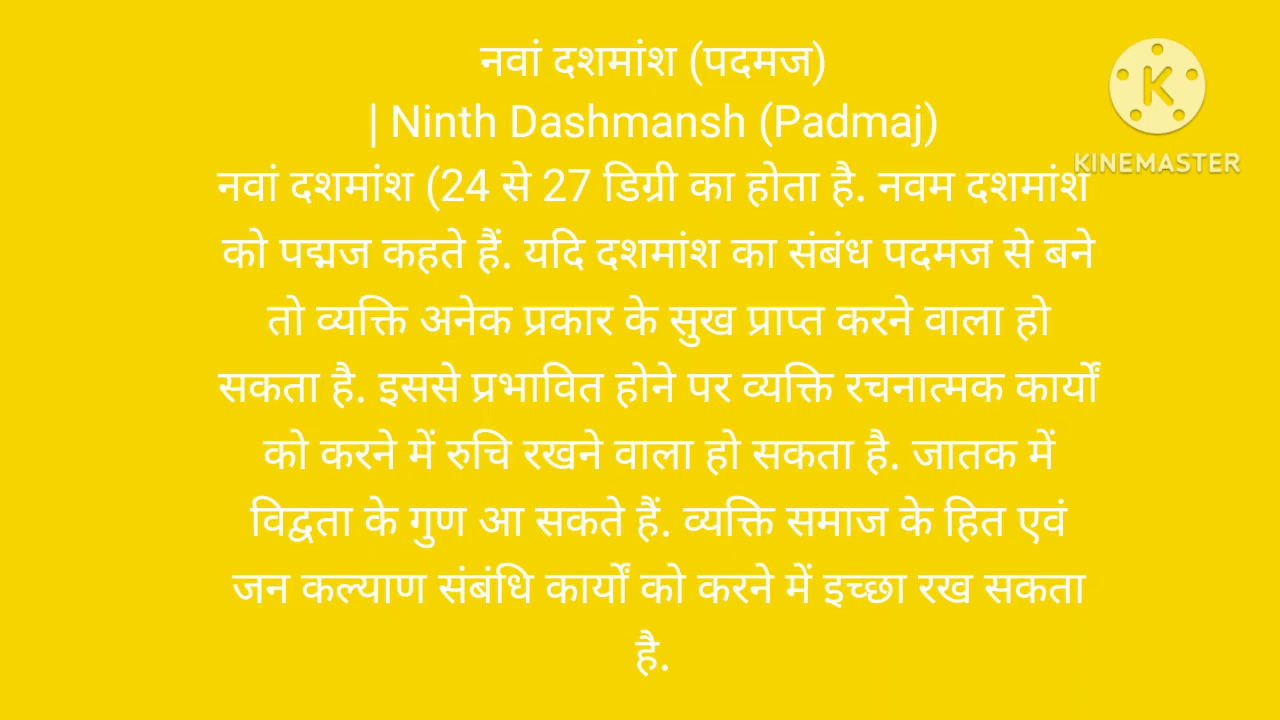 नवां दशमांश (पदमज)
| Ninth Dashmansh (Padmaj)
नवां दशमांश (24 से 27 डिग्री का होता है. नवम दशमांश
को पद्मज कहते हैं. यदि दशमांश का संबंध पदमज से बने
तो व्यक्ति अनेक प्रकार के सुख प्राप्त करने वाला हो
सकता है. इससे प्रभावित होने पर व्यक्ति रचनात्मक कार्यों
को करने में रुचि रखने वाला हो सकता है. जातक में
विद्वता के गुण आ सकते हैं. व्यक्ति समाज के हित एवं
जन कल्याण संबंधि कार्यों को करने में इच्छा रख सकता
है.
K
KINEMASTER